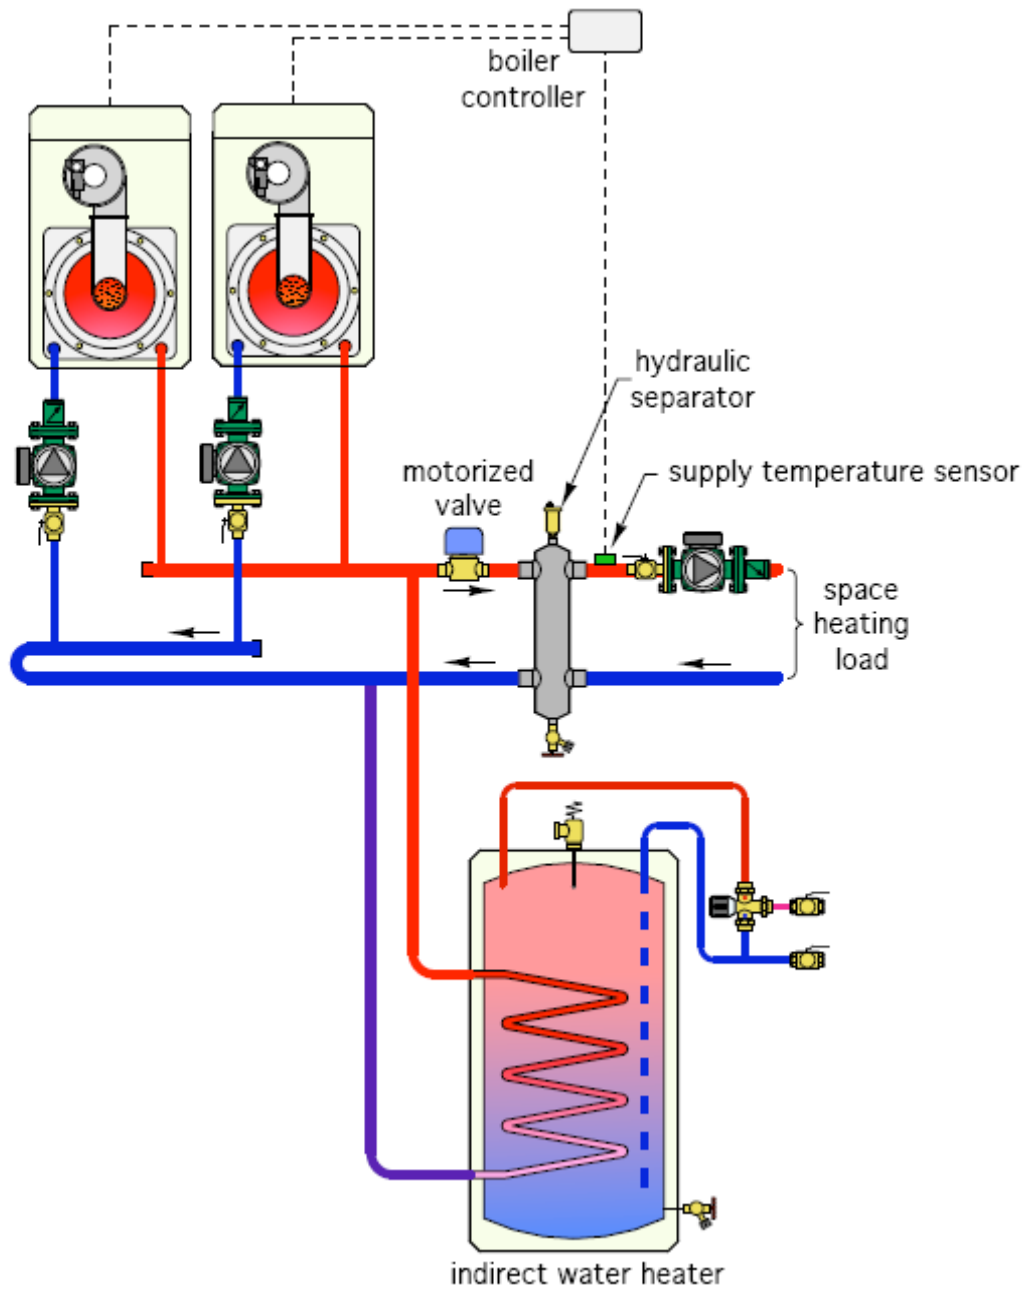 boiler
controller
hydraulic
separator
motorized
valve
supply temperature sensor
space
heating
load
indirect water heater